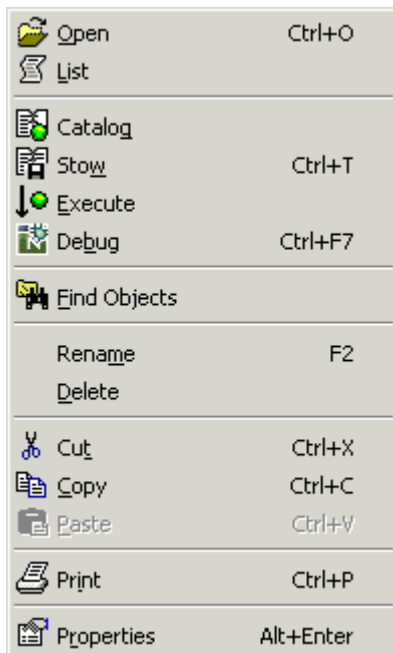 Open Ctrl+O
List
Catalog
Stow Ctrl+T
Execute
Debug Ctrl+F7
Find Objects
Rename F2
Delete
Cut Ctrl+X
Copy Ctrl+C
Paste Ctrl+V
Print Ctrl+P
Properties Alt+Enter